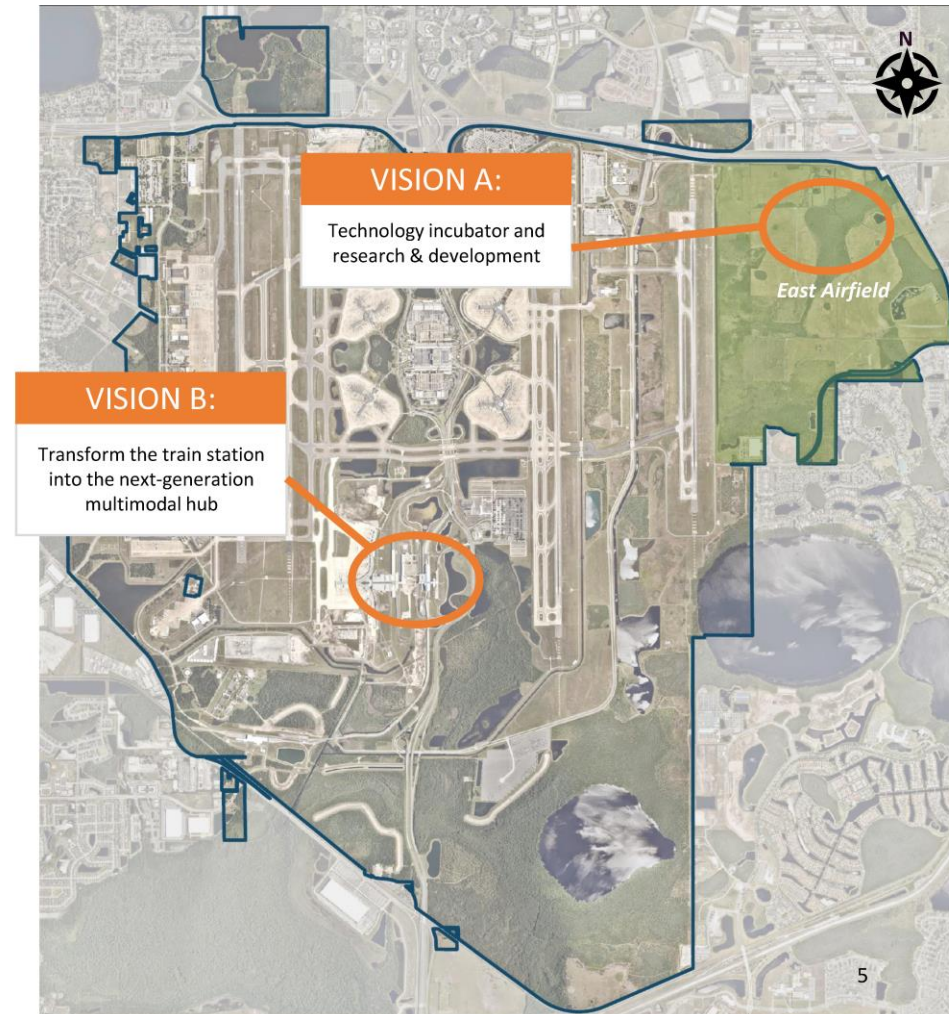 N
VISION A:
Technology incubator and
research & development
East Airfield
VISION B:
Transform the train station
into the next-generation
multimodal hub
5